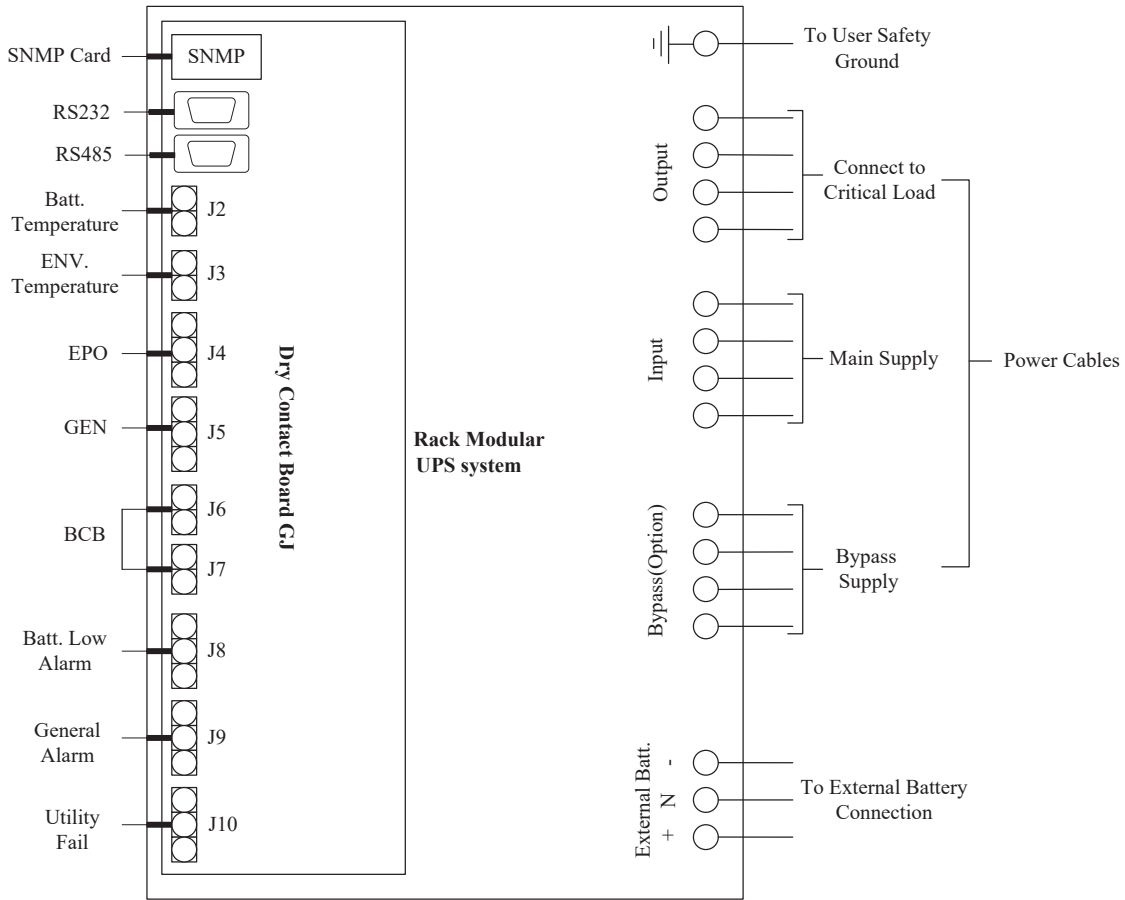 SNMP Card
SNMP
RS232
RS485
Batt.
Temperature
J2
ENV.
Temperature
J3
EPO
J4
GEN
J5
BCB
J6
J7
Batt. Low
Alarm
J8
General
Alarm
J9
Utility
Fail
J10
Dry Contact Board GJ
Rack Modular
UPS system
To User Safety
Ground
Output
Connect to
Critical Load
Input
Main Supply
Power Cables
Bypass(Option)
Bypass
Supply
External Batt.
+ N -
To External Battery
Connection